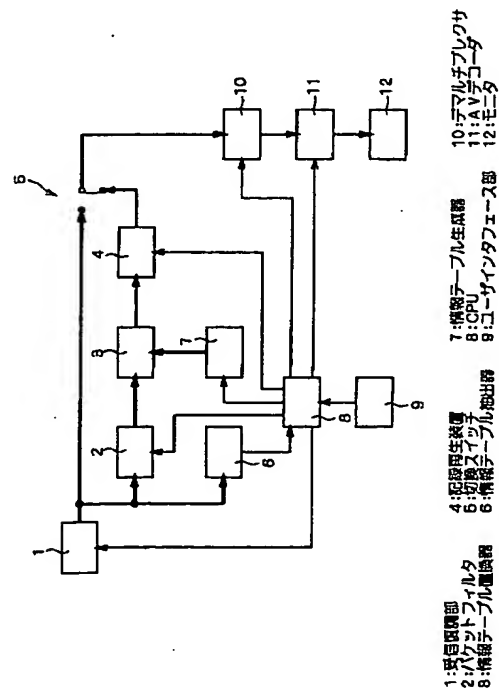 1
2
3
4
5
6
7
8
9
10
11
12
1:受信復調部
2:パケットフィルタ
3:情報テーブル置換器
4:記録再生装置
5:切換スイッチ
6:情報テーブル抽出器
7:情報テーブル生成器
8:CPU
9:ユーザインタフェース部
10:デマルチプレクサ
11:AVデコーダ
12:モニタ